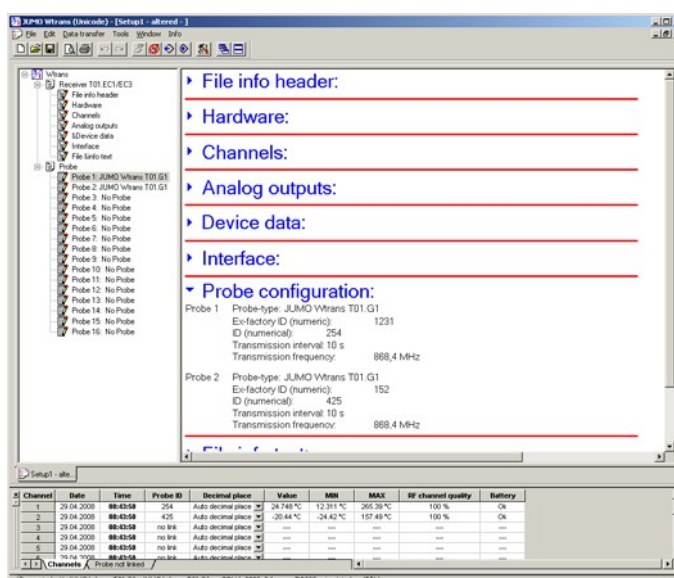 JUMO Wtrans (Unicode) - [Setup1 - altered - ]
File Edit Data transfer Tools Window Info
Wtrans
Receiver T01.EC1/EC3
File info header
Hardware
Channels
Analog outputs
&Device data
Interface
File &info text
Probe
Probe 1: JUMO Wtrans T01.G1
Probe 2: JUMO Wtrans T01.G1
Probe 3: No Probe
Probe 4: No Probe
Probe 5: No Probe
Probe 6: No Probe
Probe 7: No Probe
Probe 8: No Probe
Probe 9: No Probe
Probe 10: No Probe
Probe 11: No Probe
Probe 12: No Probe
Probe 13: No Probe
Probe 14: No Probe
Probe 15: No Probe
Probe 16: No Probe
File info header:
Hardware:
Channels:
Analog outputs:
Device data:
Interface:
Probe configuration:
Probe 1 Probe-type: JUMO Wtrans T01.G1
Ex-factory ID (numeric): 1231
ID (numerical): 254
Transmission interval: 10 s
Transmission frequency: 868,4 MHz
Probe 2 Probe-type: JUMO Wtrans T01.G1
Ex-factory ID (numeric): 152
ID (numerical): 425
Transmission interval: 10 s
Transmission frequency: 868,4 MHz
Setup1 - alte...
Channel Date Time Probe ID Decimal place Value MIN MAX RF channel quality Battery
1 29.04.2008 08:43:50 254 Auto decimal place 24.748 °C 12.311 °C 265.39 °C 100 % Ok
2 29.04.2008 08:43:50 425 Auto decimal place -20.44 °C -24.42 °C 157.49 °C 100 % Ok
3 29.04.2008 08:43:50 no link Auto decimal place --- --- --- --- ---
4 29.04.2008 08:43:50 no link Auto decimal place --- --- --- --- ---
5 29.04.2008 08:43:50 no link Auto decimal place --- --- --- --- ---
Channels Probe not linked